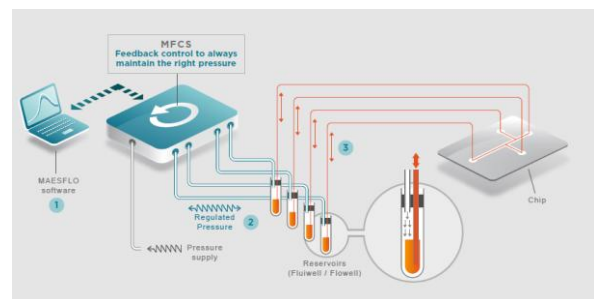 MFCS
Feedback control to always
maintain the right pressure
3
MAESFLO
software
1
Chip
Regulated
Pressure
2
Pressure
supply
Reservoirs
(Fluiwell / Flowell)